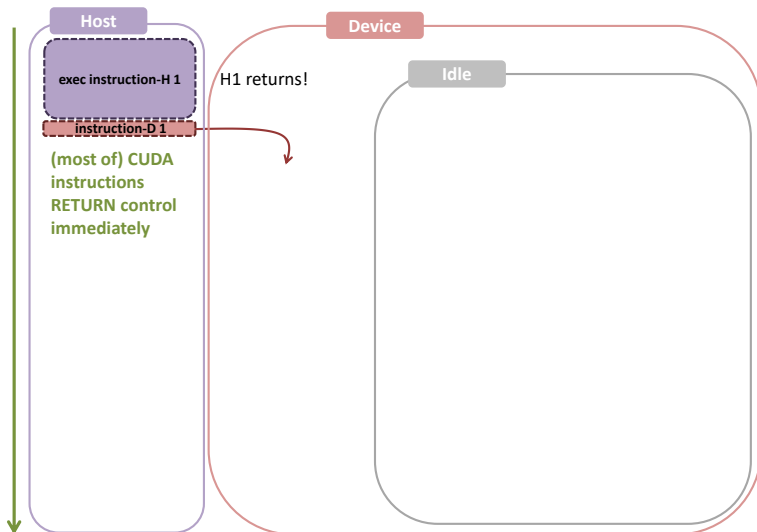 Host
Device
exec instruction-H 1
H1 returns!
Idle
instruction-D 1
(most of) CUDA
instructions
RETURN control
immediately